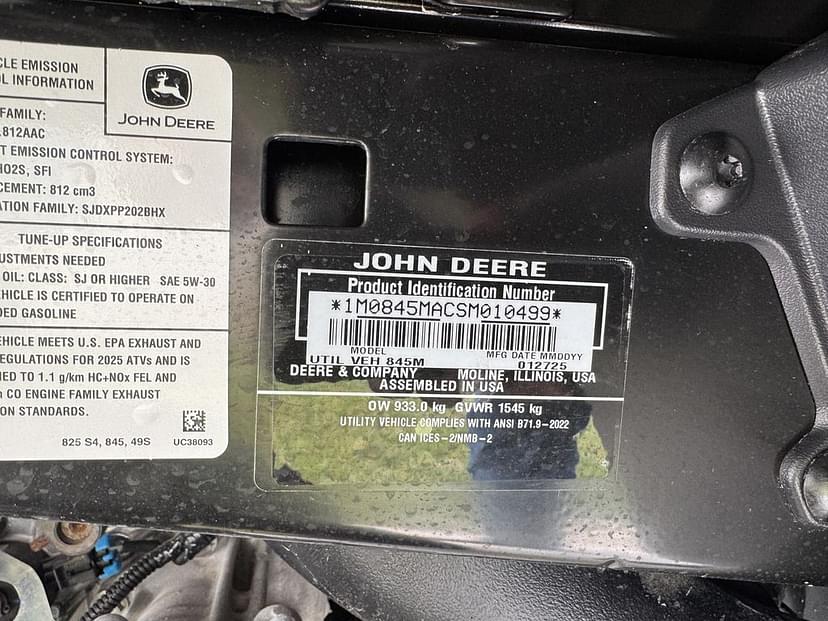 CLE EMISSION
OL INFORMATION
JOHN DEERE
FAMILY:
.812AAC
T EMISSION CONTROL SYSTEM:
HO2S, SFI
CEMENT: 812 cm3
ATION FAMILY: SJDXPP202BHX
TUNE-UP SPECIFICATIONS
USTMENTS NEEDED
OIL: CLASS: SJ OR HIGHER SAE 5W-30
EHICLE IS CERTIFIED TO OPERATE ON
DED GASOLINE
EHICLE MEETS U.S. EPA EXHAUST AND
EGULATIONS FOR 2025 ATVs AND IS
IED TO 1.1 g/km HC+NOx FEL AND
CO ENGINE FAMILY EXHAUST
ON STANDARDS.
825 S4, 845, 49S UC38093
JOHN DEERE
Product Identification Number
*1M0845MACSM010499*
MODEL MFG DATE MMDDYY
UTIL VEH 845M 012725
DEERE & COMPANY MOLINE, ILLINOIS, USA
ASSEMBLED IN USA
OW 933.0 kg GVWR 1545 kg
UTILITY VEHICLE COMPLIES WITH ANSI B71.9-2022
CAN ICES-2/NMB-2